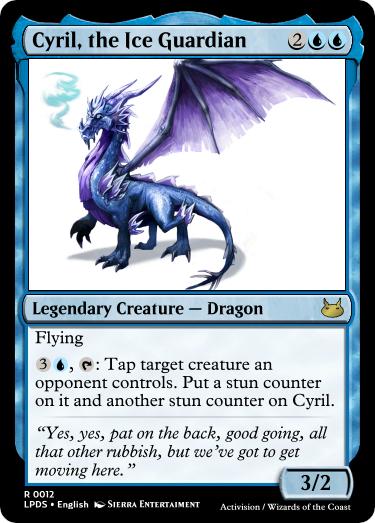 Cyril, the Ice Guardian 2
Legendary Creature — Dragon
Flying
3, : Tap target creature an
opponent controls. Put a stun counter
on it and another stun counter on Cyril.
“Yes, yes, pat on the back, good going, all
that other rubbish, but we’ve got to get
moving here.”
3/2
R 0012
LPDS • English Sierra Entertaiment
Activision / Wizards of the Coast